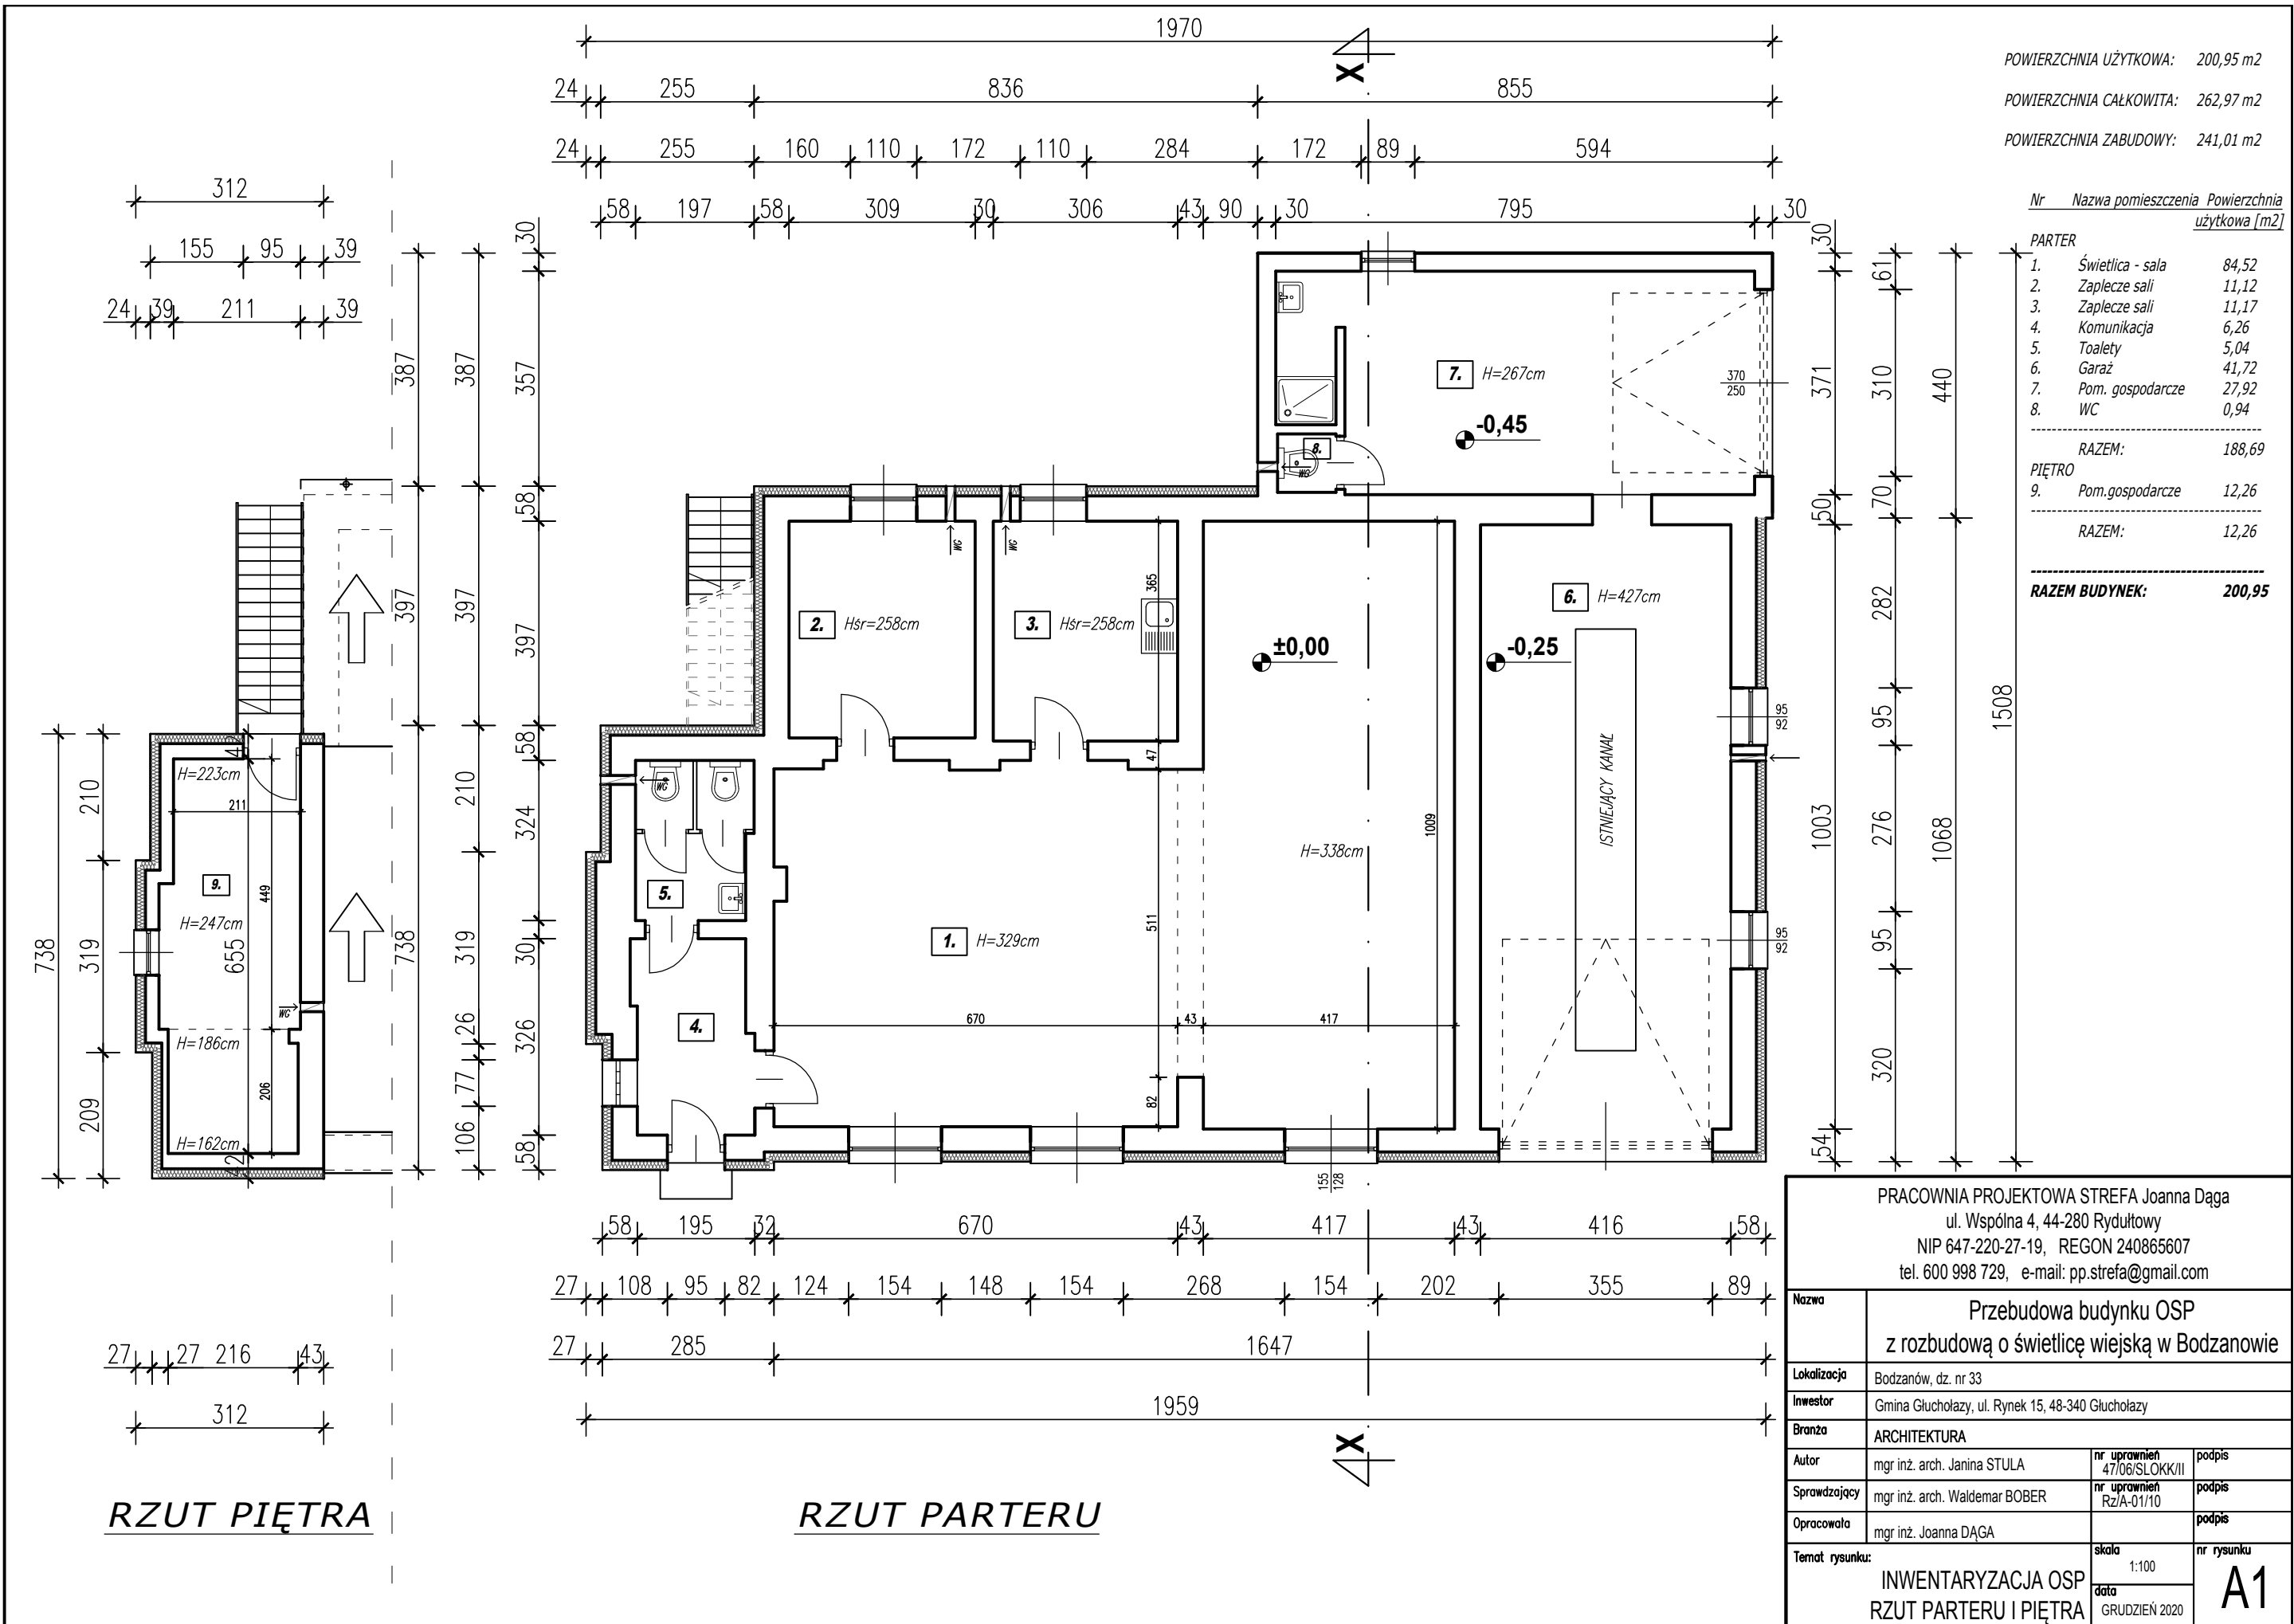 1970
24 255 836 855
24 255 160 110 172 110 284 172 89 594
58 197 58 309 30 306 43 90 30 795 30
X
312
155 95 39
24 39 211 39
POWIERZCHNIA UŻYTKOWA: 200,95 m2
POWIERZCHNIA CAŁKOWITA: 262,97 m2
POWIERZCHNIA ZABUDOWY: 241,01 m2
Nr Nazwa pomieszczenia Powierzchnia
użytkowa [m2]
PARTER
1. Świetlica - sala 84,52
2. Zaplecze sali 11,12
3. Zaplecze sali 11,17
4. Komunikacja 6,26
5. Toalety 5,04
6. Garaż 41,72
7. Pom. gospodarcze 27,92
8. WC 0,94
RAZEM: 188,69
PIĘTRO
9. Pom.gospodarcze 12,26
RAZEM: 12,26
RAZEM BUDYNEK: 200,95
738
210 319 209
387 397 738
387 397 210 319 26 77 106
30 357 58 397 58 324 30 326 58
H=223cm
211
42
9.
449
H=247cm
655
WC
H=186cm
206
H=162cm
42
7. H=267cm
370
250
-0,45
8.
WC
WC
WC
2. Hśr=258cm
3. Hśr=258cm
365
47
±0,00
6. H=427cm
-0,25
ISTNIEJĄCY KANAŁ
95
92
95
92
WC
5.
4.
1. H=329cm
H=338cm
511
1009
670 43 417
82
155
128
30 371 50 1003 54
61 310 70 282 95 276 95 320
440 1068
1508
58 195 32 670 43 417 43 416 58
27 108 95 82 124 154 148 154 268 154 202 355 89
27 285 1647
1959
X
27 27 216 43
312
RZUT PIĘTRA
RZUT PARTERU
PRACOWNIA PROJEKTOWA STREFA Joanna Dąga
ul. Wspólna 4, 44-280 Rydułtowy
NIP 647-220-27-19, REGON 240865607
tel. 600 998 729, e-mail: pp.strefa@gmail.com
Nazwa
Przebudowa budynku OSP
z rozbudową o świetlicę wiejską w Bodzanowie
Lokalizacja Bodzanów, dz. nr 33
Inwestor Gmina Głuchołazy, ul. Rynek 15, 48-340 Głuchołazy
Branża ARCHITEKTURA
Autor mgr inż. arch. Janina STULA nr uprawnień 47/06/SLOKK/II podpis
Sprawdzający mgr inż. arch. Waldemar BOBER nr uprawnień Rz/A-01/10 podpis
Opracowała mgr inż. Joanna DĄGA podpis
Temat rysunku:
INWENTARYZACJA OSP
RZUT PARTERU I PIĘTRA
skala
1:100
data
GRUDZIEŃ 2020
nr rysunku
A1